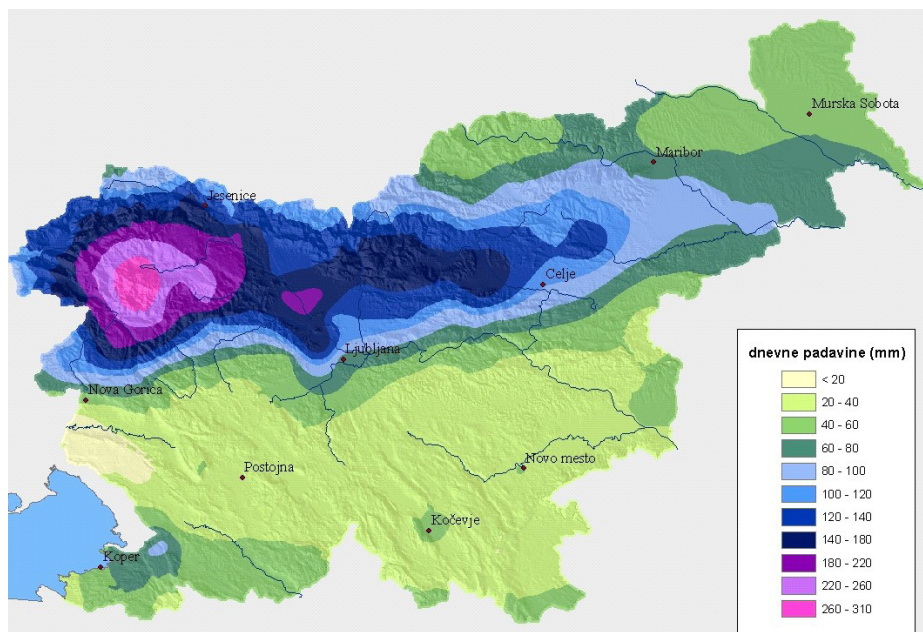 Murska Sobota
Maribor
Jesenice
Celje
Ljubljana
Nova Gorica
Postojna
Novo mesto
Kočevje
Koper
dnevne padavine (mm)
< 20
20 - 40
40 - 60
60 - 80
80 - 100
100 - 120
120 - 140
140 - 180
180 - 220
220 - 260
260 - 310